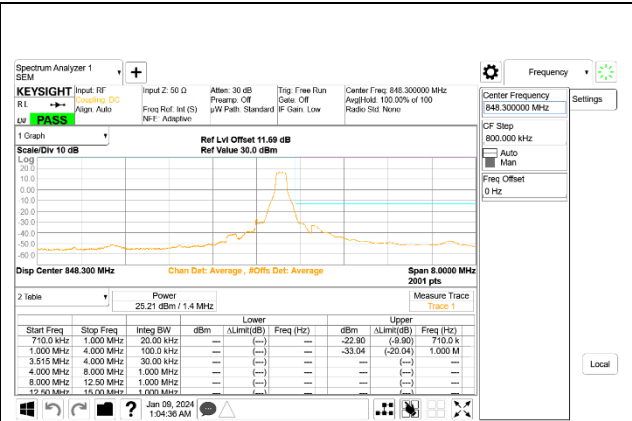 Spectrum Analyzer 1
SEM
Frequency
KEYSIGHT
RL
Align: Auto
LW
PASS
Input: RF
Coupling: DC
Input Z: 50 Ω
Freq Ref: Int (S)
NFE: Adaptive
Atten: 30 dB
Preamp: Off
µW Path: Standard
Trig: Free Run
Gate: Off
IF Gain: Low
Center Freq: 848.300000 MHz
Avg|Hold: 100.00% of 100
Radio Std: None
Center Frequency
848.300000 MHz
Settings
CF Step
800.000 kHz
Auto
Man
Freq Offset
0 Hz
1 Graph
Scale/Div 10 dB
Ref Lvl Offset 11.69 dB
Ref Value 30.0 dBm
Log
20.0
10.0
0.00
-10.0
-20.0
-30.0
-40.0
-50.0
-60.0
Disp Center 848.300 MHz
Chan Det: Average , #Offs Det: Average
Span 8.0000 MHz
2001 pts
2 Table
Power
25.21 dBm / 1.4 MHz
Measure Trace
Trace 1
Lower Upper
Start Freq Stop Freq Integ BW dBm ΔLimit(dB) Freq (Hz) dBm ΔLimit(dB) Freq (Hz)
710.0 kHz 1.000 MHz 20.00 kHz --- (---) --- -22.90 (-9.90) 710.0 k
1.000 MHz 4.000 MHz 100.0 kHz --- (---) --- -33.04 (-20.04) 1.000 M
3.515 MHz 4.000 MHz 30.00 kHz --- (---) --- --- (---) ---
4.000 MHz 8.000 MHz 1.000 MHz --- (---) --- --- (---) ---
8.000 MHz 12.50 MHz 1.000 MHz --- (---) --- --- (---) ---
12.50 MHz 15.00 MHz 1.000 MHz --- (---) --- --- (---) ---
Local
?
Jan 09, 2024
1:04:36 AM